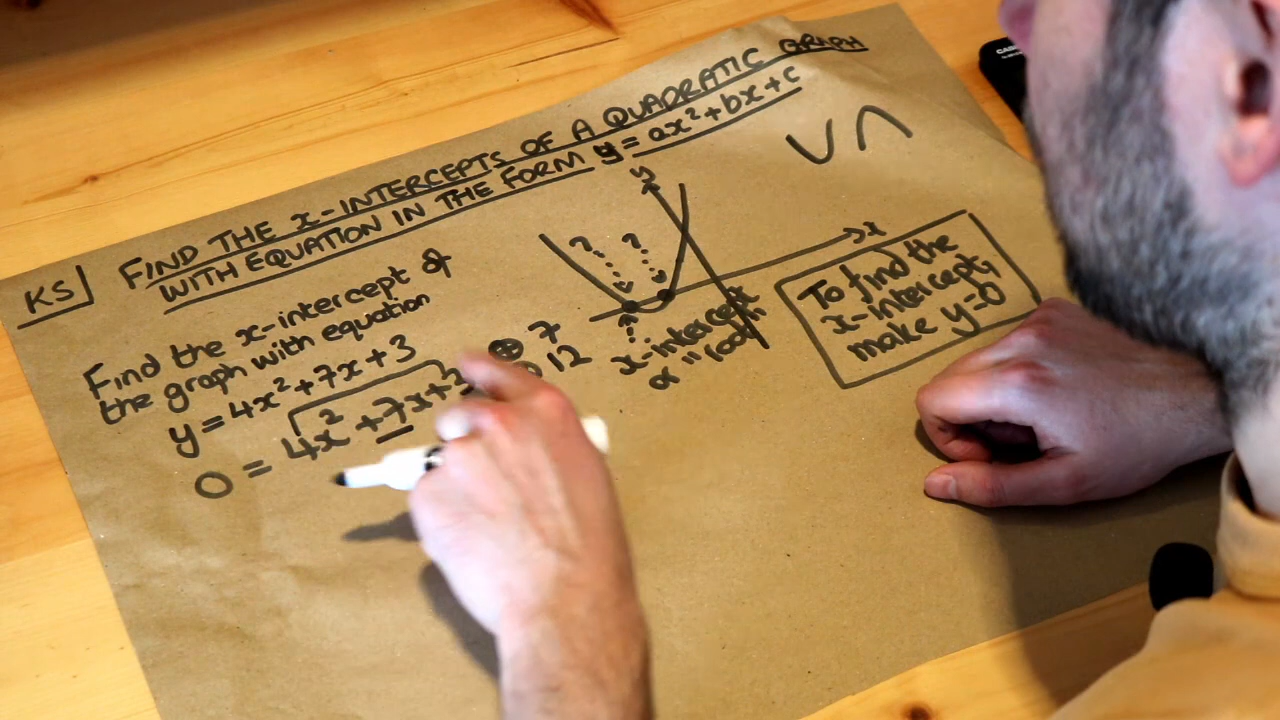 KS
FIND THE x-INTERCEPTS OF A QUADRATIC GRAPH
WITH EQUATION IN THE FORM y = ax²+bx+c
Find the x-intercept of
the graph with equation
y = 4x²+7x+3
0 = 4x²+7x+3
⊕ 7
12
y
x
? ?
?
x-intercept
or "root"
To find the
x-intercept,
make y=0
CASIO